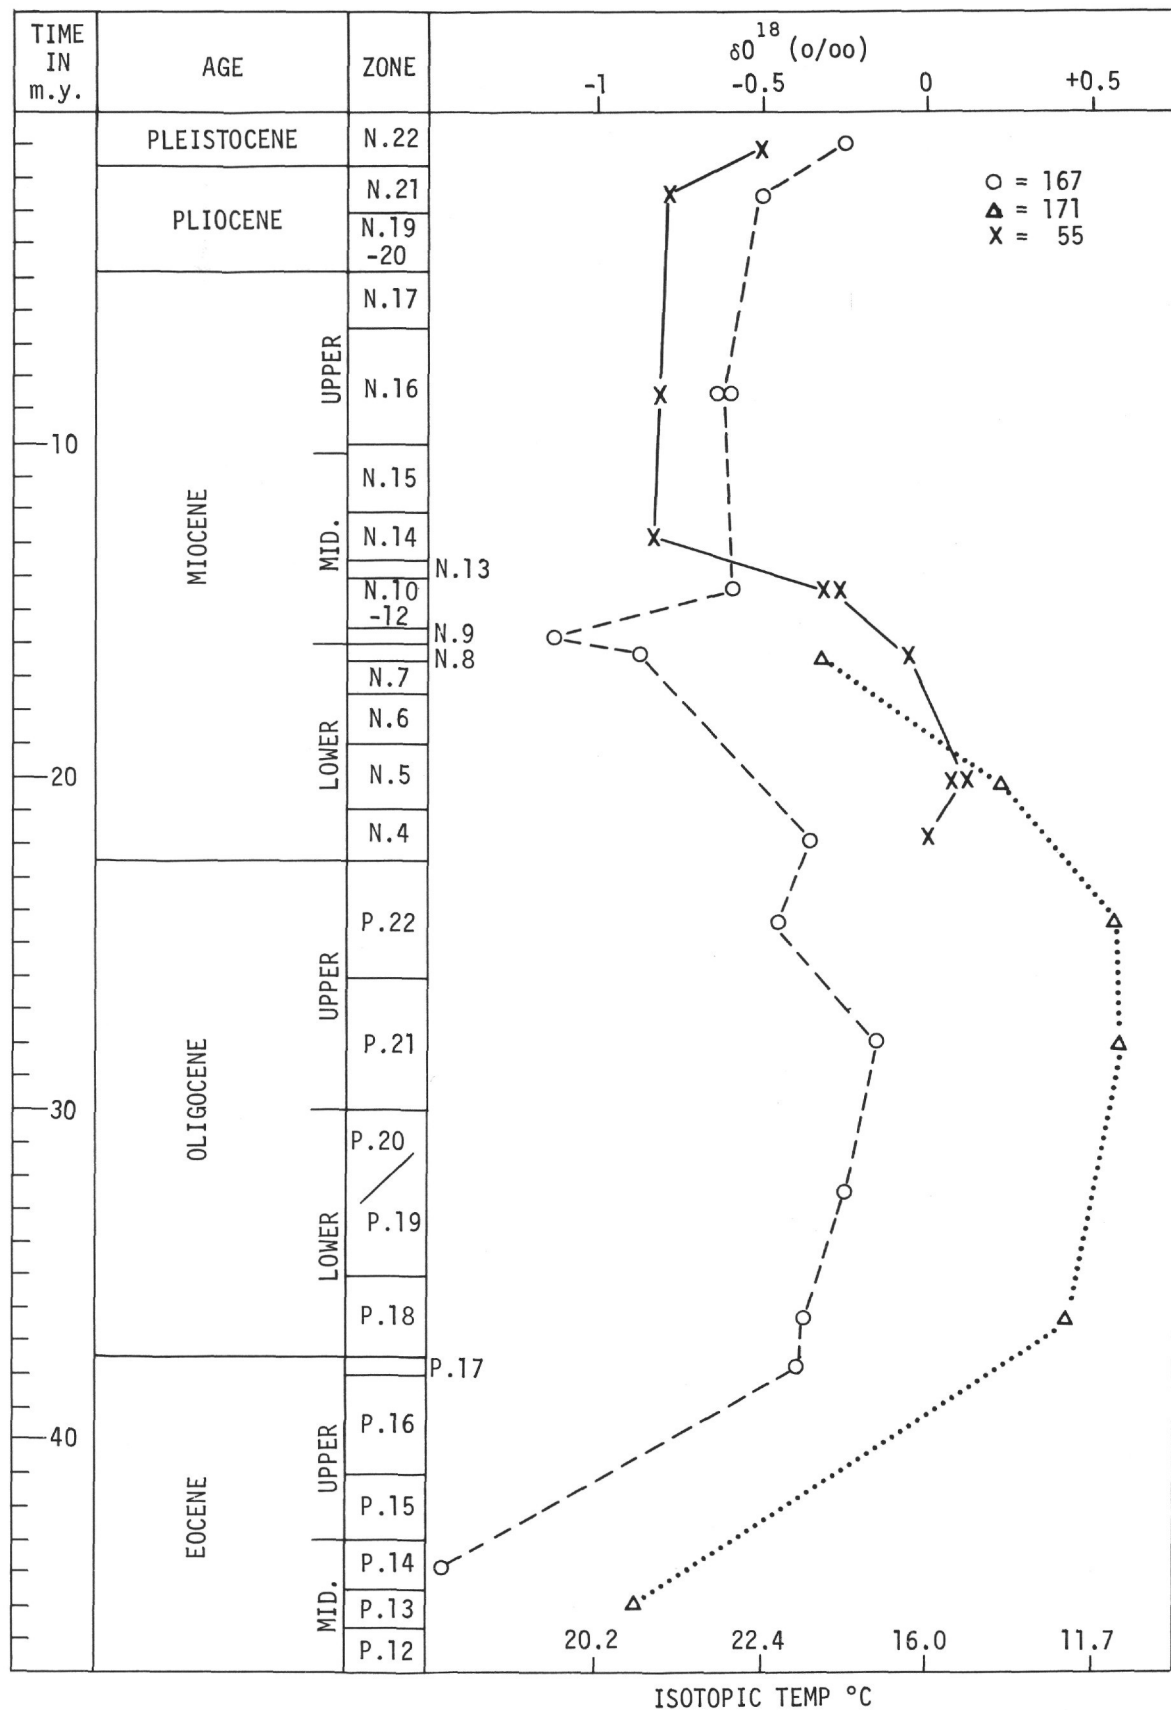 TIME
IN
m.y.
AGE
ZONE
δO18 (o/oo)
-1 -0.5 0 +0.5
PLEISTOCENE N.22
PLIOCENE N.21
N.19
-20
O = 167
Δ = 171
X = 55
MIOCENE
UPPER
MID.
LOWER
N.17
N.16
10
N.15
N.14
N.13
N.10
-12
N.9
N.8
N.7
N.6
20
N.5
N.4
OLIGOCENE
UPPER
LOWER
P.22
P.21
30
P.20
/
P.19
P.18
EOCENE
UPPER
MID.
P.17
P.16
40
P.15
P.14
P.13
P.12
20.2 22.4 16.0 11.7
ISOTOPIC TEMP °C